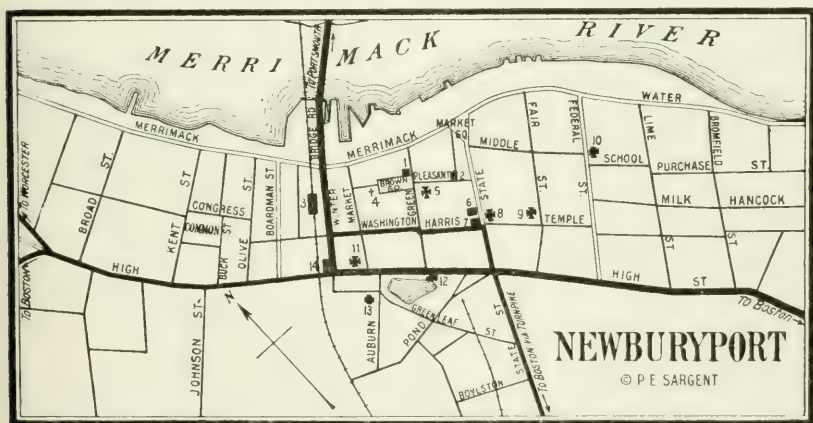 MERRIMACK RIVER
TO PORTSMOUTH
BRIDGE RD.
MERRIMACK
MERRIMACK
MARKET SQ.
WATER
MIDDLE
FAIR ST.
FEDERAL ST.
LIME ST.
BROMFIELD ST.
10
SCHOOL
PURCHASE ST.
MILK
HANCOCK
TO WORCESTER
BROAD ST
KENT ST
CONGRESS
COMMON
BUCK ST
OLIVE
BOARDMAN ST
3
WINTER
MARKET
1
BROWN SQ.
4
GREEN
PLEASANT
2
5
WASHINGTON
HARRIS
STATE
6
7
8
9
TEMPLE
11
14
TO BOSTON
HIGH
HIGH ST
TO BOSTON
12
13
N
JOHNSON ST.
AUBURN
POND
GREENLEAF ST
BOYLSTON
STATE ST
TO BOSTON VIA TURNPIKE
NEWBURYPORT
© P E SARGENT